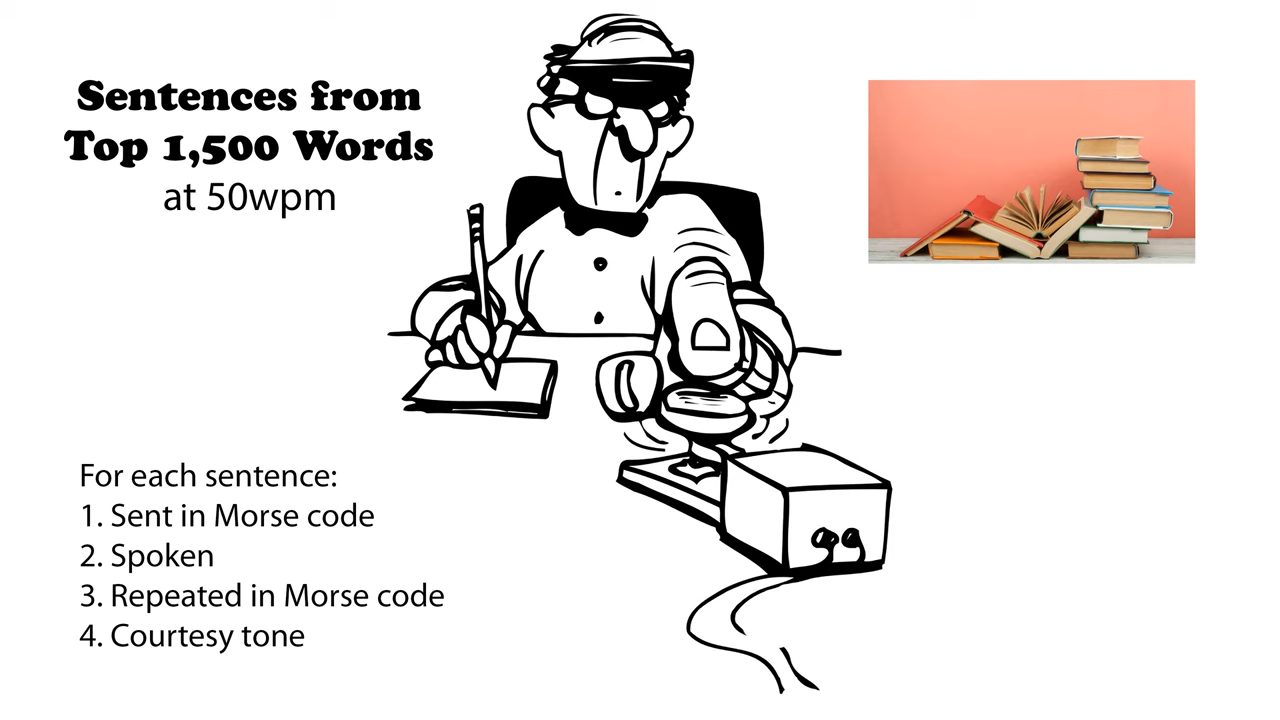 Sentences from
Top 1,500 Words
at 50wpm
For each sentence:
1. Sent in Morse code
2. Spoken
3. Repeated in Morse code
4. Courtesy tone